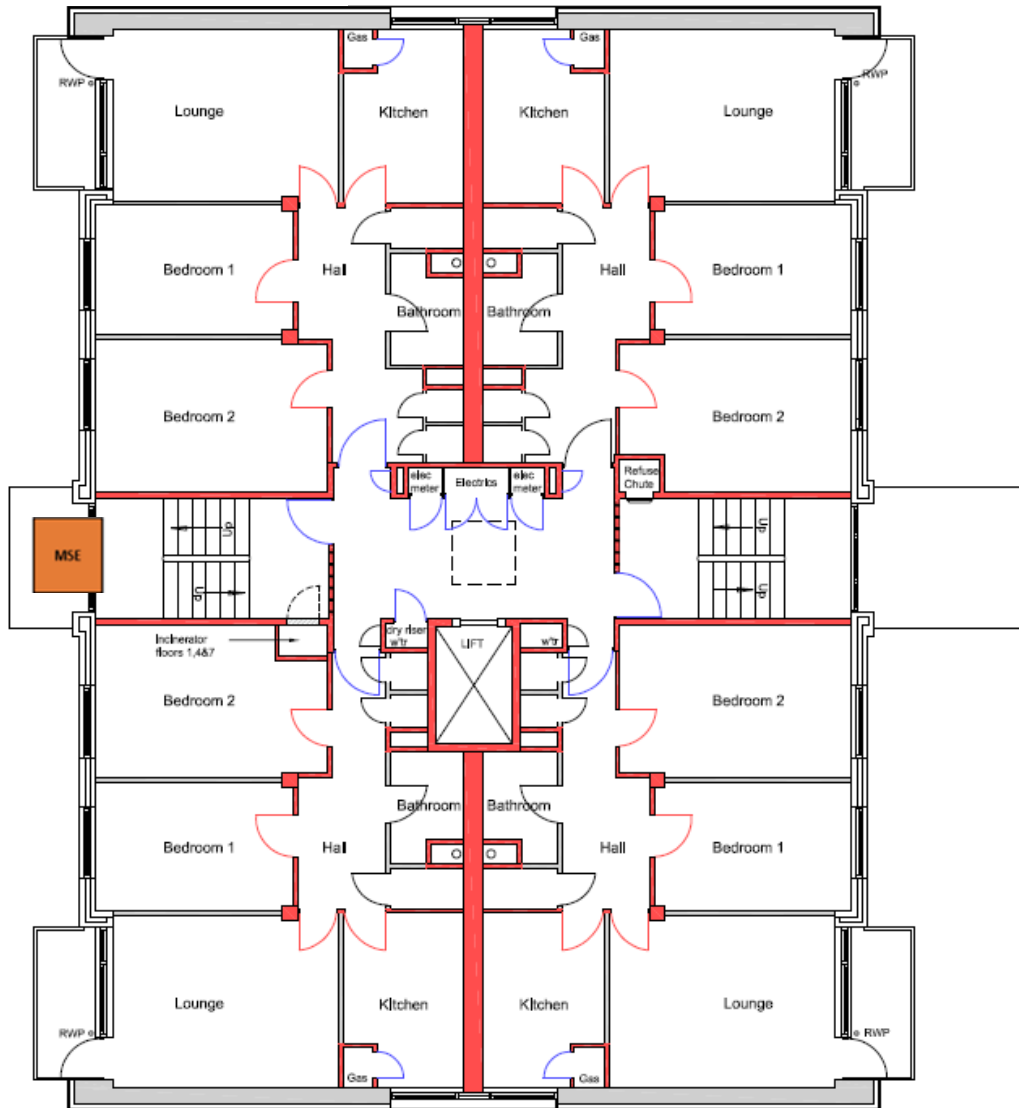 Gas
Gas
RWP
RWP
Lounge
Kitchen
Kitchen
Lounge
Bedroom 1
Hall
Hall
Bedroom 1
Bathroom
Bathroom
Bedroom 2
Bedroom 2
elec
meter
Electrics
elec
meter
Refuse
Chute
Up
Up
MSE
Up
Up
Incinerator
floors 1,4&7
dry riser
w'tr
LIFT
w'tr
Bedroom 2
Bedroom 2
Bathroom
Bathroom
Bedroom 1
Hall
Hall
Bedroom 1
Lounge
Kitchen
Kitchen
Lounge
RWP
RWP
Gas
Gas